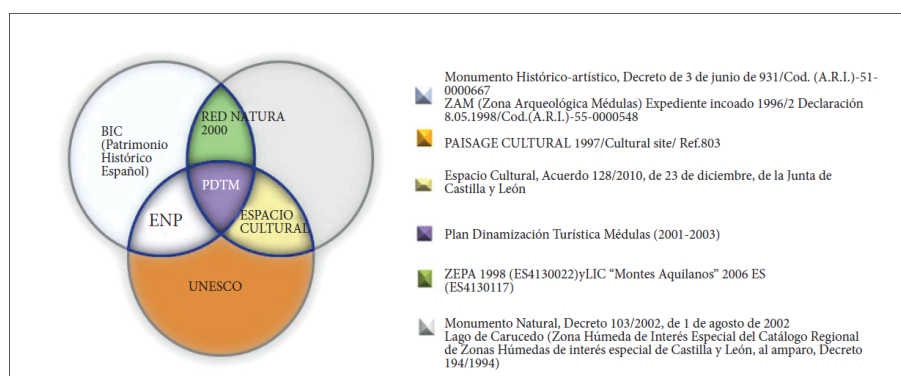 RED NATURA
2000
BIC
(Patrimonio
Histórico
Español)
PDTM
ENP
ESPACIO
CULTURAL
UNESCO
Monumento Histórico-artístico, Decreto de 3 de junio de 931/Cod. (A.R.I.)-51-
0000667
ZAM (Zona Arqueológica Médulas) Expediente incoado 1996/2 Declaración
8.05.1998/Cod.(A.R.I.)-55-0000548
PAISAGE CULTURAL 1997/Cultural site/ Ref.803
Espacio Cultural, Acuerdo 128/2010, de 23 de diciembre, de la Junta de
Castilla y León
Plan Dinamización Turística Médulas (2001-2003)
ZEPA 1998 (ES4130022)yLIC “Montes Aquilanos” 2006 ES
(ES4130117)
Monumento Natural, Decreto 103/2002, de 1 de agosto de 2002
Lago de Carucedo (Zona Húmeda de Interés Especial del Catálogo Regional
de Zonas Húmedas de interés especial de Castilla y León, al amparo, Decreto
194/1994)